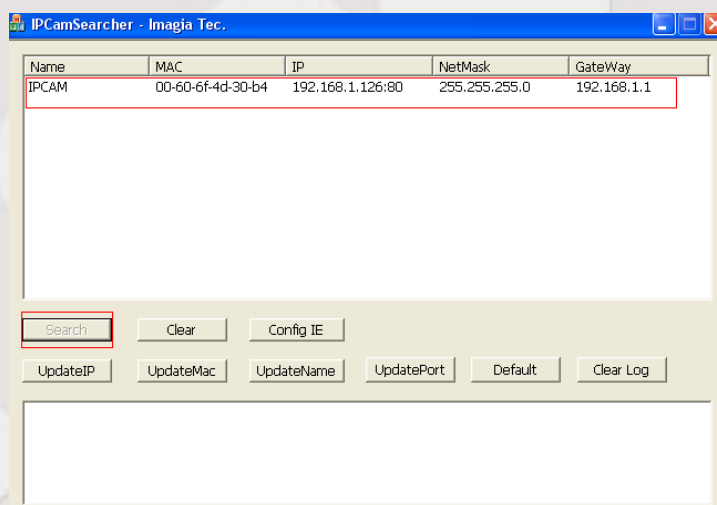 IPCamSearcher - Imagia Tec.
Name MAC IP NetMask GateWay
IPCAM 00-60-6f-4d-30-b4 192.168.1.126:80 255.255.255.0 192.168.1.1
Search Clear Config IE
UpdateIP UpdateMac UpdateName UpdatePort Default Clear Log